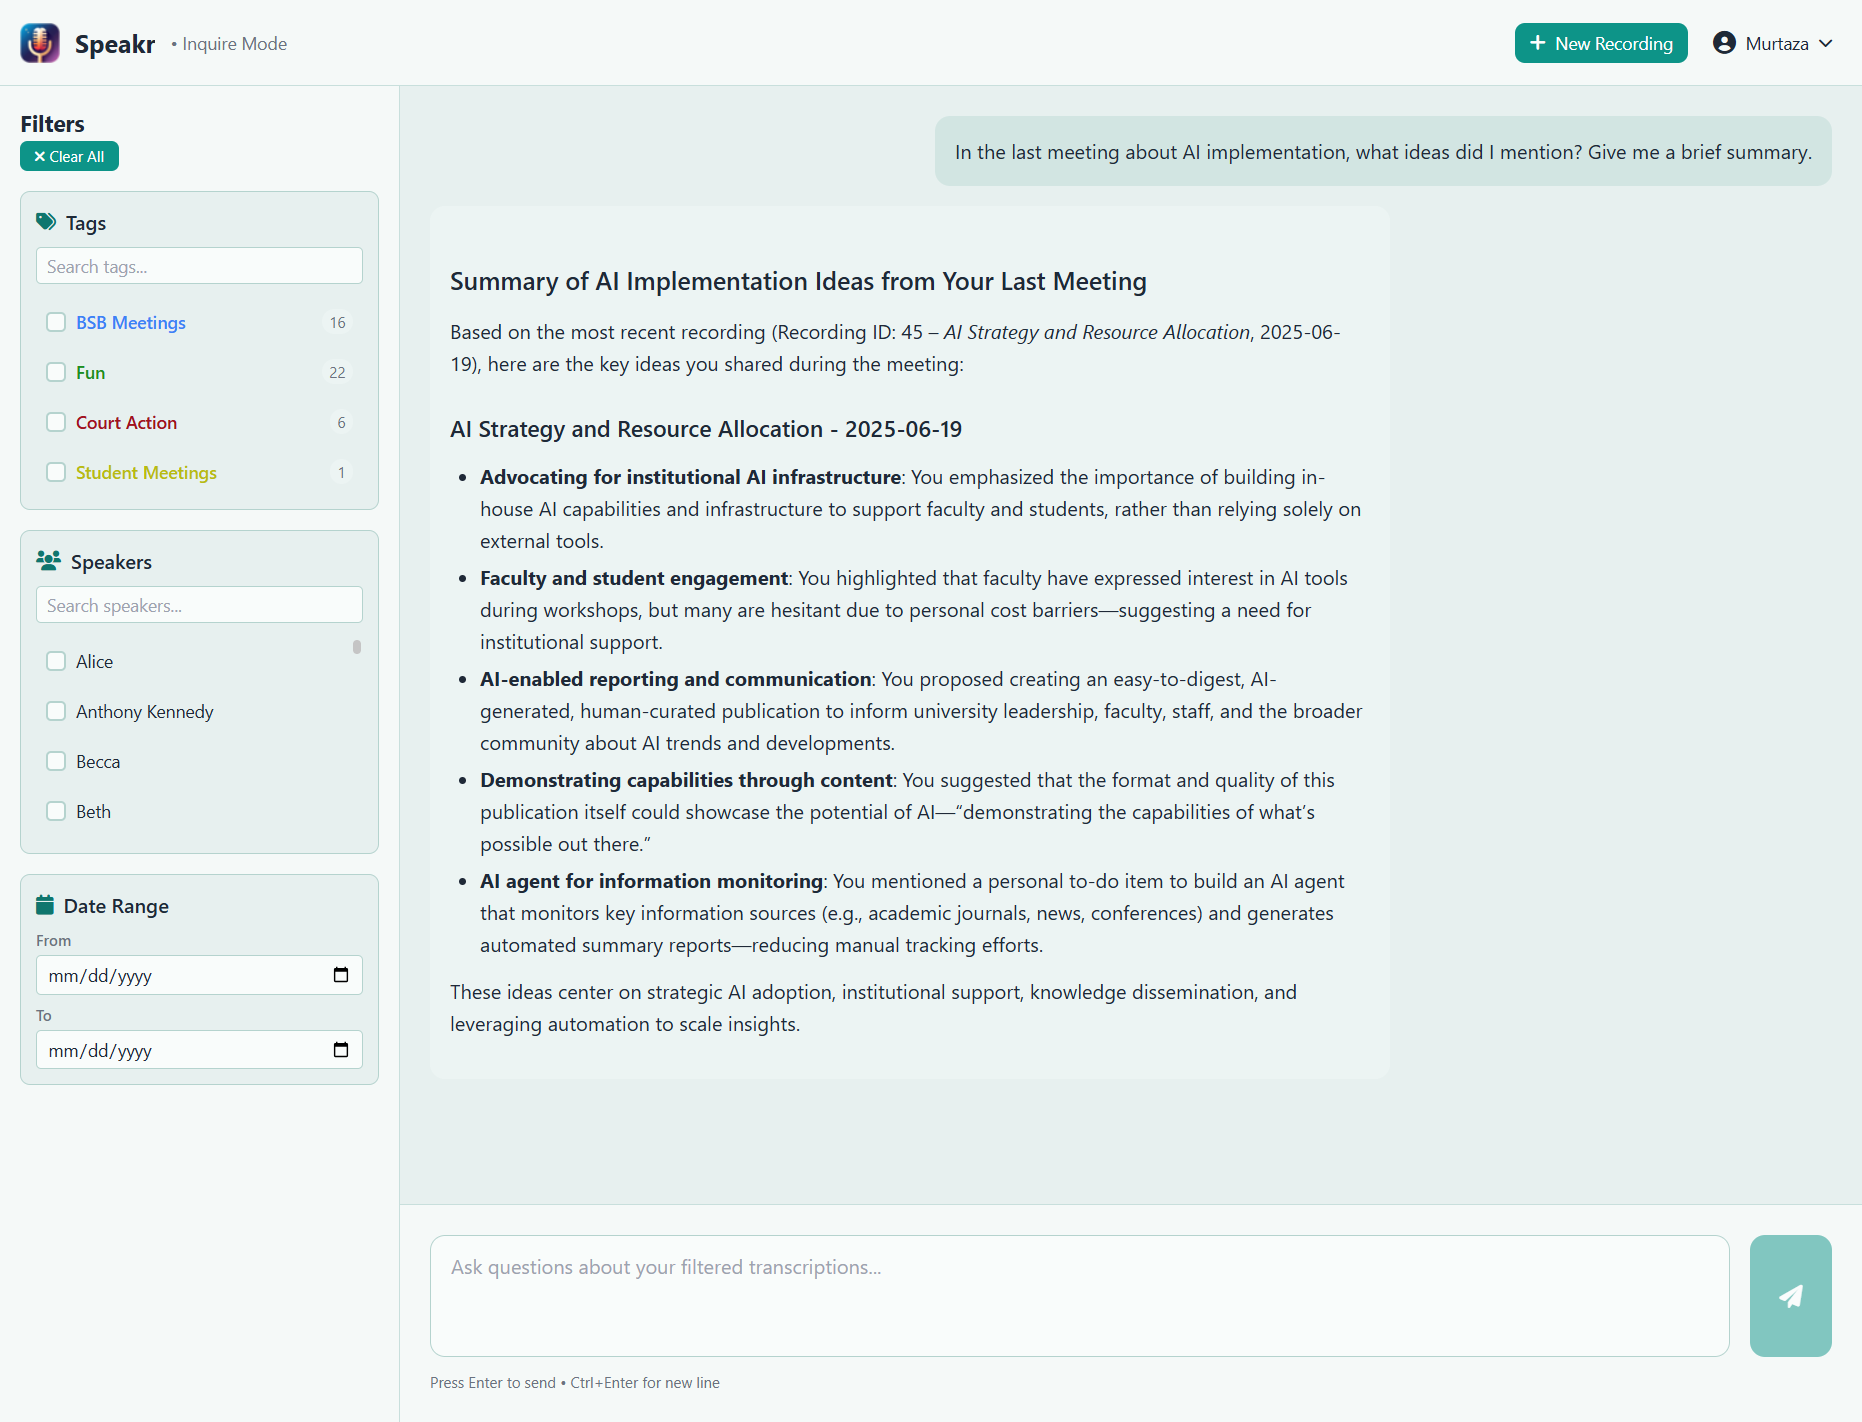 Speakr • Inquire Mode
New Recording
Murtaza
Filters
Clear All
Tags
Search tags...
BSB Meetings 16
Fun 22
Court Action 6
Student Meetings 1
Speakers
Search speakers...
Alice
Anthony Kennedy
Becca
Beth
Date Range
From
mm/dd/yyyy
To
mm/dd/yyyy
In the last meeting about AI implementation, what ideas did I mention? Give me a brief summary.
Summary of AI Implementation Ideas from Your Last Meeting
Based on the most recent recording (Recording ID: 45 – AI Strategy and Resource Allocation, 2025-06-
19), here are the key ideas you shared during the meeting:
AI Strategy and Resource Allocation - 2025-06-19
• Advocating for institutional AI infrastructure: You emphasized the importance of building in-
house AI capabilities and infrastructure to support faculty and students, rather than relying solely on
external tools.
• Faculty and student engagement: You highlighted that faculty have expressed interest in AI tools
during workshops, but many are hesitant due to personal cost barriers—suggesting a need for
institutional support.
• AI-enabled reporting and communication: You proposed creating an easy-to-digest, AI-
generated, human-curated publication to inform university leadership, faculty, staff, and the broader
community about AI trends and developments.
• Demonstrating capabilities through content: You suggested that the format and quality of this
publication itself could showcase the potential of AI—“demonstrating the capabilities of what’s
possible out there.”
• AI agent for information monitoring: You mentioned a personal to-do item to build an AI agent
that monitors key information sources (e.g., academic journals, news, conferences) and generates
automated summary reports—reducing manual tracking efforts.
These ideas center on strategic AI adoption, institutional support, knowledge dissemination, and
leveraging automation to scale insights.
Ask questions about your filtered transcriptions...
Press Enter to send • Ctrl+Enter for new line